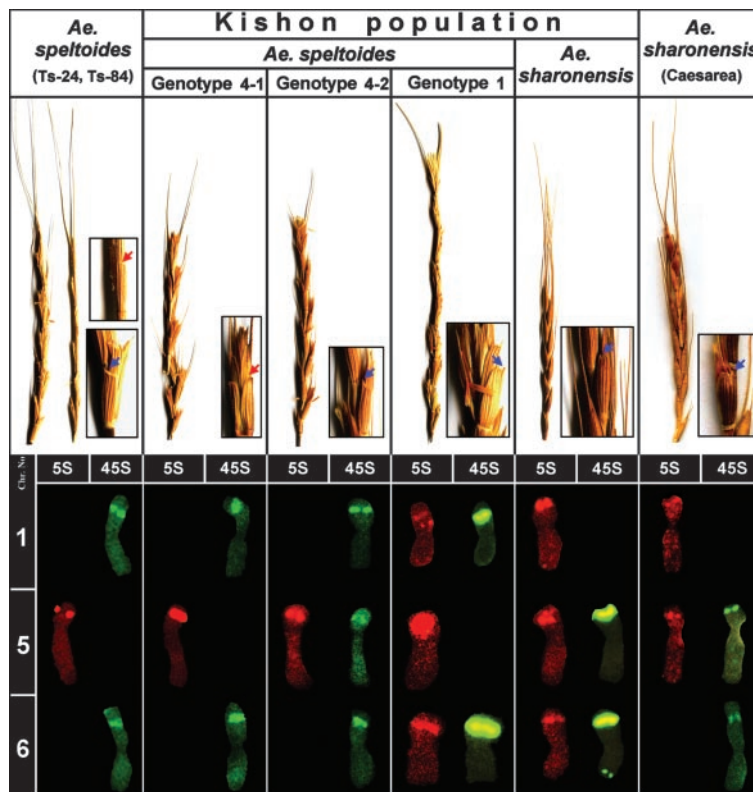 Kishon population
Ae. speltoides
(Ts-24, Ts-84)
Ae. speltoides
Ae. sharonensis
Ae. sharonensis
(Caesarea)
Genotype 4-1
Genotype 4-2
Genotype 1
Chr. No
5S
45S
5S
45S
5S
45S
5S
45S
5S
45S
5S
45S
1
5
6